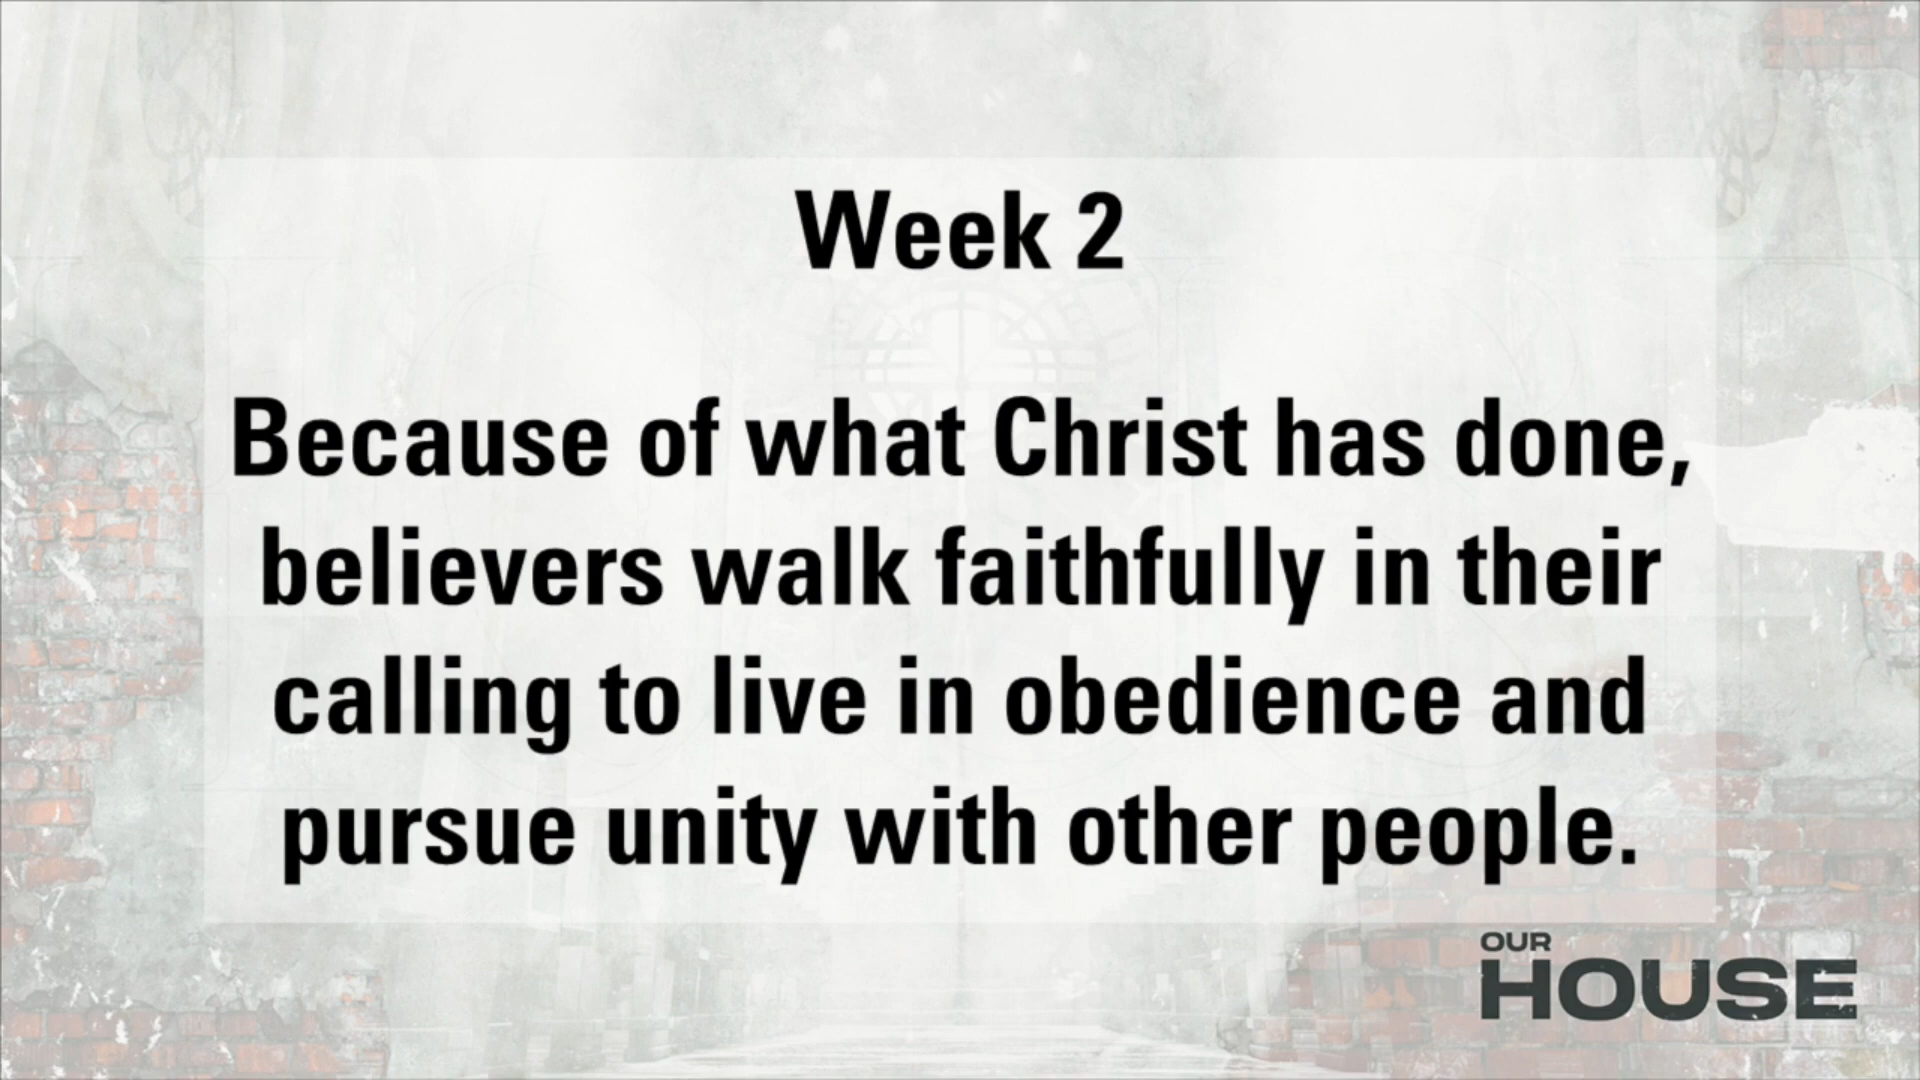 Week 2
Because of what Christ has done,
believers walk faithfully in their
calling to live in obedience and
pursue unity with other people.
OUR
HOUSE